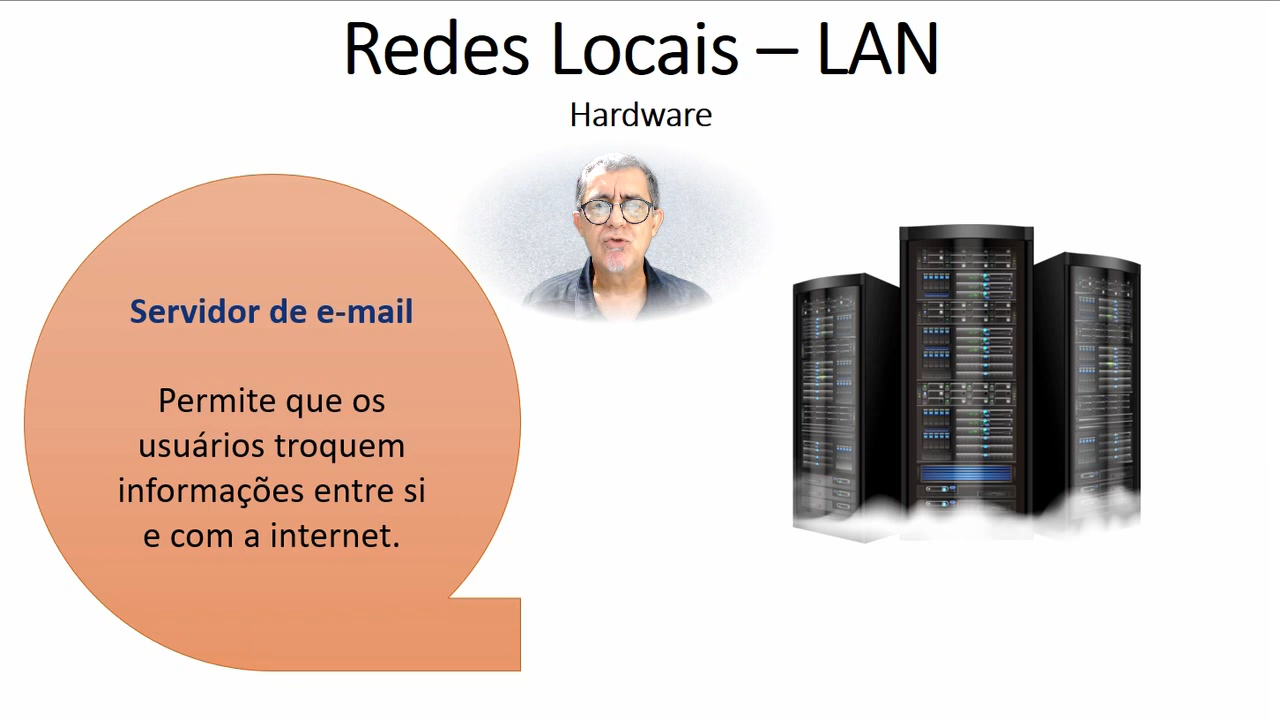 Redes Locais – LAN
Hardware
Servidor de e-mail
Permite que os
usuários troquem
informações entre si
e com a internet.